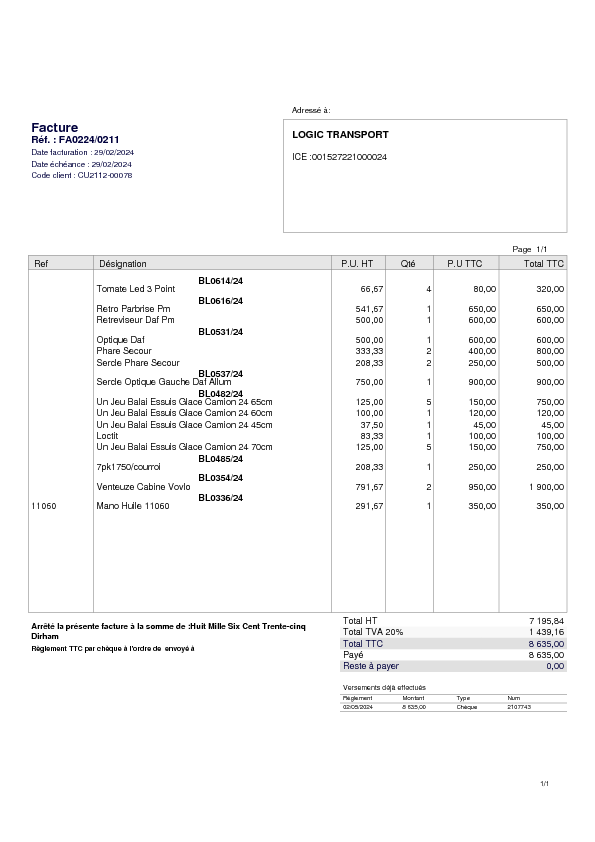 Adressé à:
Facture
Réf. : FA0224/0211
Date facturation : 29/02/2024
Date échéance : 29/02/2024
Code client : CU2112-00078
LOGIC TRANSPORT
ICE :001527221000024
Page 1/1
Ref Désignation P.U. HT Qté P.U TTC Total TTC
BL0614/24
Tomate Led 3 Point 66,67 4 80,00 320,00
BL0616/24
Retro Parbrise Pm 541,67 1 650,00 650,00
Retreviseur Daf Pm 500,00 1 600,00 600,00
BL0531/24
Optique Daf 500,00 1 600,00 600,00
Phare Secour 333,33 2 400,00 800,00
Sercle Phare Secour 208,33 2 250,00 500,00
BL0537/24
Sercle Optique Gauche Daf Allum 750,00 1 900,00 900,00
BL0482/24
Un Jeu Balai Essuis Glace Camion 24 65cm 125,00 5 150,00 750,00
Un Jeu Balai Essuis Glace Camion 24 60cm 100,00 1 120,00 120,00
Un Jeu Balai Essuis Glace Camion 24 45cm 37,50 1 45,00 45,00
Loctit 83,33 1 100,00 100,00
Un Jeu Balai Essuis Glace Camion 24 70cm 125,00 5 150,00 750,00
BL0485/24
7pk1750/courroi 208,33 1 250,00 250,00
BL0354/24
Venteuze Cabine Vovlo 791,67 2 950,00 1 900,00
BL0336/24
11060 Mano Huile 11060 291,67 1 350,00 350,00
Arrêté la présente facture à la somme de :Huit Mille Six Cent Trente-cinq
Dirham
Règlement TTC par chèque à l'ordre de envoyé à
Total HT 7 195,84
Total TVA 20% 1 439,16
Total TTC 8 635,00
Payé 8 635,00
Reste à payer 0,00
Versements déjà effectués
Règlement Montant Type Num
02/05/2024 8 635,00 Chèque 2107743
1/1